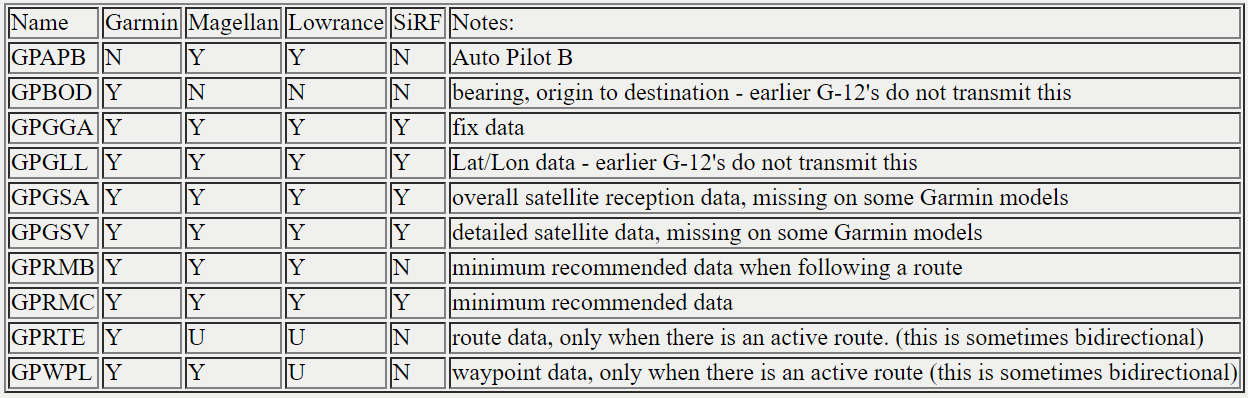 Name Garmin Magellan Lowrance SiRF Notes:
GPAPB N Y Y N Auto Pilot B
GPBOD Y N N N bearing, origin to destination - earlier G-12's do not transmit this
GPGGA Y Y Y Y fix data
GPGLL Y Y Y Y Lat/Lon data - earlier G-12's do not transmit this
GPGSA Y Y Y Y overall satellite reception data, missing on some Garmin models
GPGSV Y Y Y Y detailed satellite data, missing on some Garmin models
GPRMB Y Y Y N minimum recommended data when following a route
GPRMC Y Y Y Y minimum recommended data
GPRTE Y U U N route data, only when there is an active route. (this is sometimes bidirectional)
GPWPL Y Y U N waypoint data, only when there is an active route (this is sometimes bidirectional)